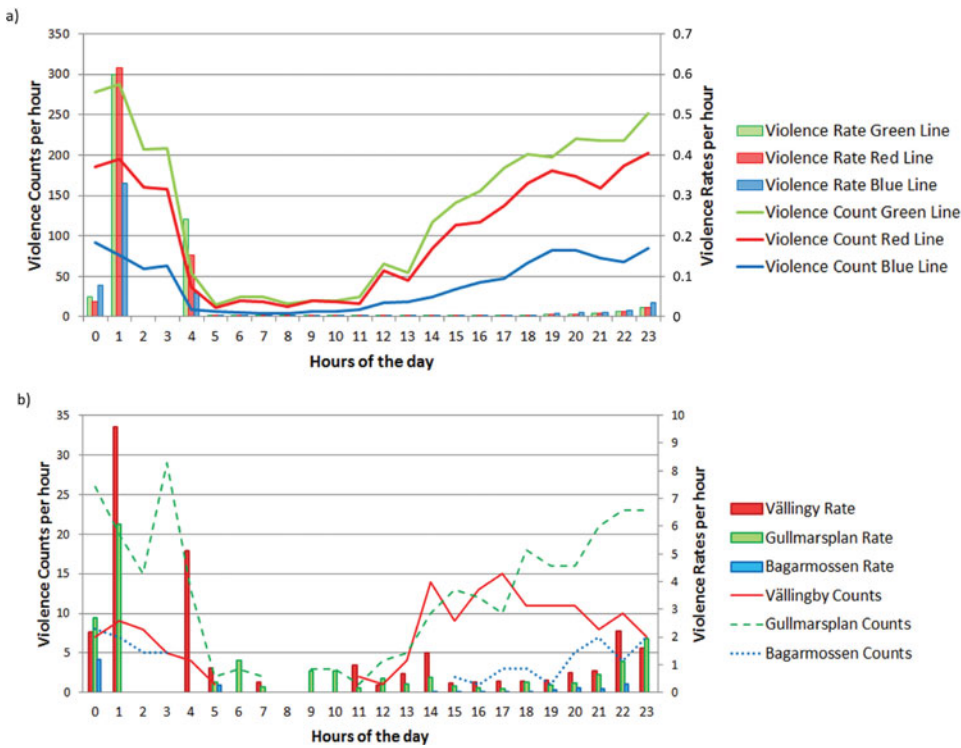 a)
350
300
250
200
150
100
50
0
Violence Counts per hour
0.7
0.6
0.5
0.4
0.3
0.2
0.1
0
Violence Rates per hour
0 1 2 3 4 5 6 7 8 9 10 11 12 13 14 15 16 17 18 19 20 21 22 23
Hours of the day
Violence Rate Green Line
Violence Rate Red Line
Violence Rate Blue Line
Violence Count Green Line
Violence Count Red Line
Violence Count Blue Line
b)
35
30
25
20
15
10
5
0
Violence Counts per hour
10
9
8
7
6
5
4
3
2
1
0
Violence Rates per hour
0 1 2 3 4 5 6 7 8 9 10 11 12 13 14 15 16 17 18 19 20 21 22 23
Hours of the day
Vällingy Rate
Gullmarsplan Rate
Bagarmossen Rate
Vällingby Counts
Gullmarsplan Counts
Bagarmossen Counts